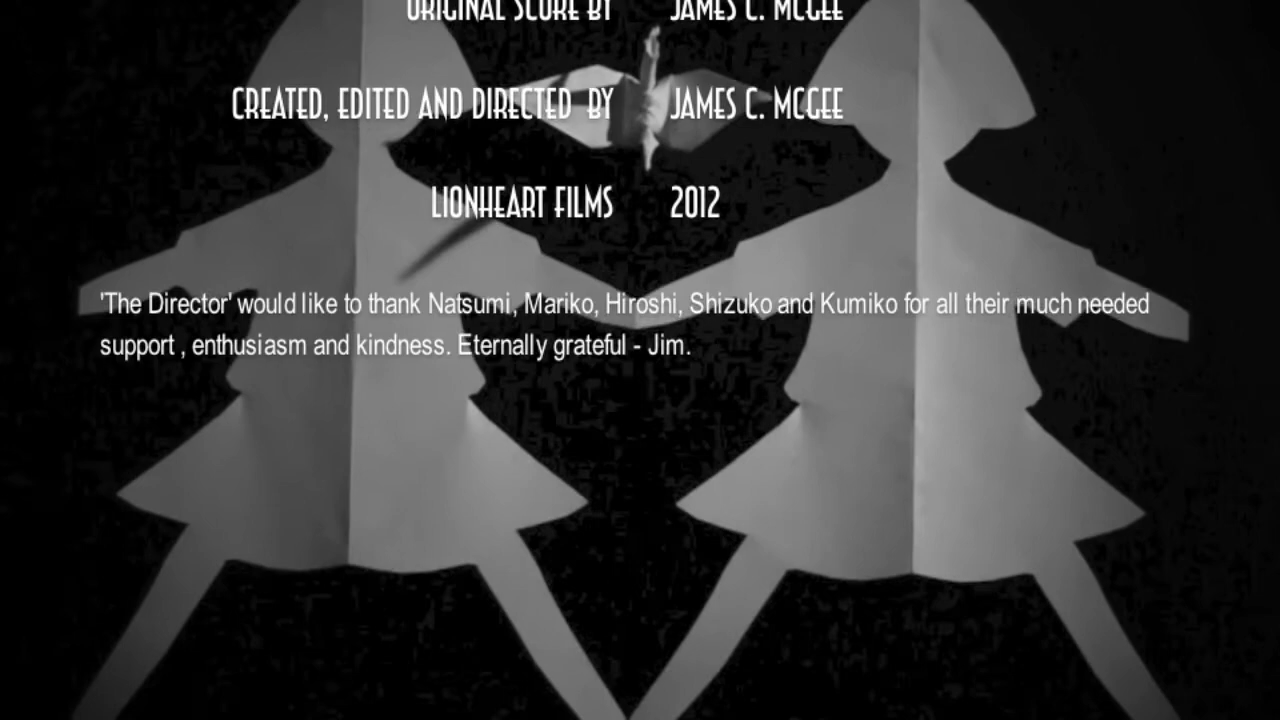 ORIGINAL SCORE BY JAMES C. MCGEE
CREATED, EDITED AND DIRECTED BY JAMES C. MCGEE
LIONHEART FILMS 2012
'The Director' would like to thank Natsumi, Mariko, Hiroshi, Shizuko and Kumiko for all their much needed
support , enthusiasm and kindness. Eternally grateful - Jim.